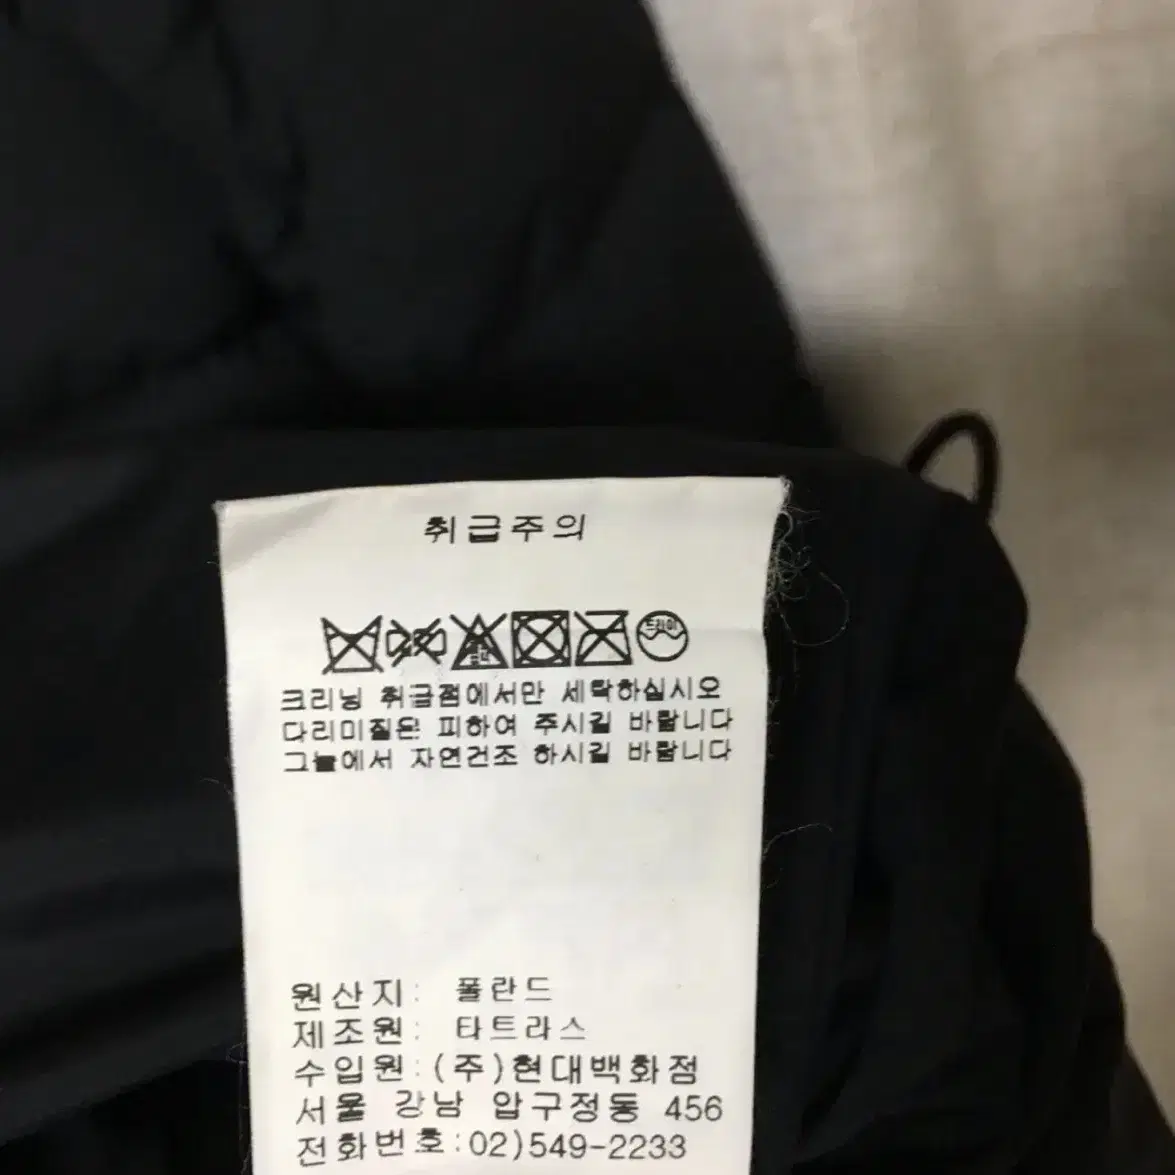 취급주의
드라이
크리닝 취급점에서만 세탁하십시오
다리미질은 피하여 주시길 바랍니다
그늘에서 자연건조 하시길 바랍니다
원산지: 폴란드
제조원: 타트라스
수입원:(주)현대백화점
서울 강남 압구정동 456
전화번호:02)549-2233